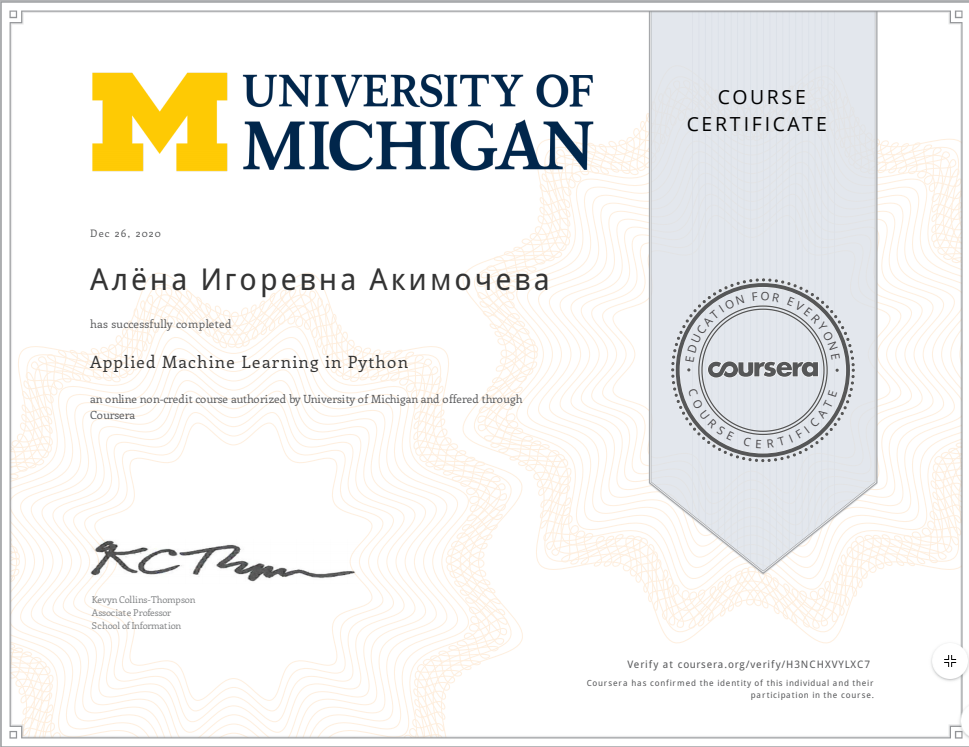 UNIVERSITY OF
MICHIGAN
COURSE
CERTIFICATE
Dec 26, 2020
Алёна Игоревна Акимочева
has successfully completed
Applied Machine Learning in Python
an online non-credit course authorized by University of Michigan and offered through
Coursera
EDUCATION FOR EVERYONE
coursera
COURSE CERTIFICATE
Kevyn Collins-Thompson
Associate Professor
School of Information
Verify at coursera.org/verify/H3NCHXVYLXC7
Coursera has confirmed the identity of this individual and their
participation in the course.